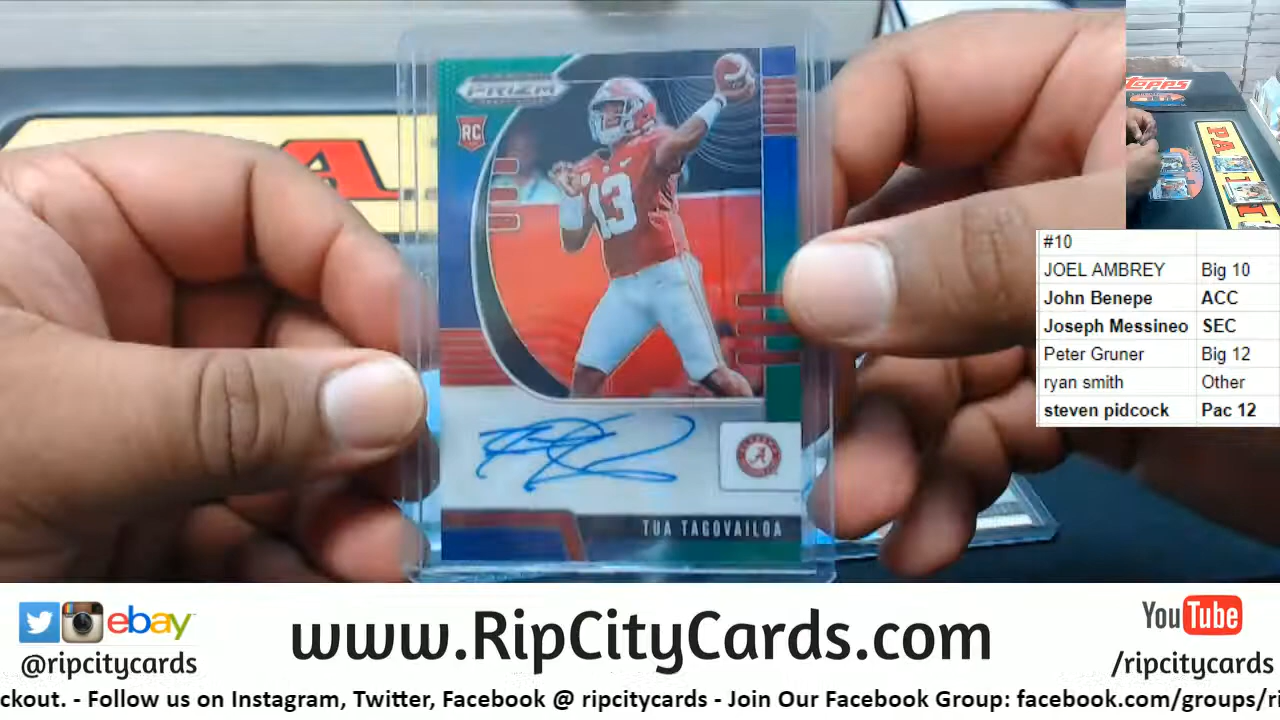 PRIZM
RC
13
TUA TAGOVAILOA
PA
Topps
#10
JOEL AMBREY Big 10
John Benepe ACC
Joseph Messineo SEC
Peter Gruner Big 12
ryan smith Other
steven pidcock Pac 12
ebay
@ripcitycards
www.RipCityCards.com
YouTube
/ripcitycards
ckout. - Follow us on Instagram, Twitter, Facebook @ ripcitycards - Join Our Facebook Group: facebook.com/groups/ri